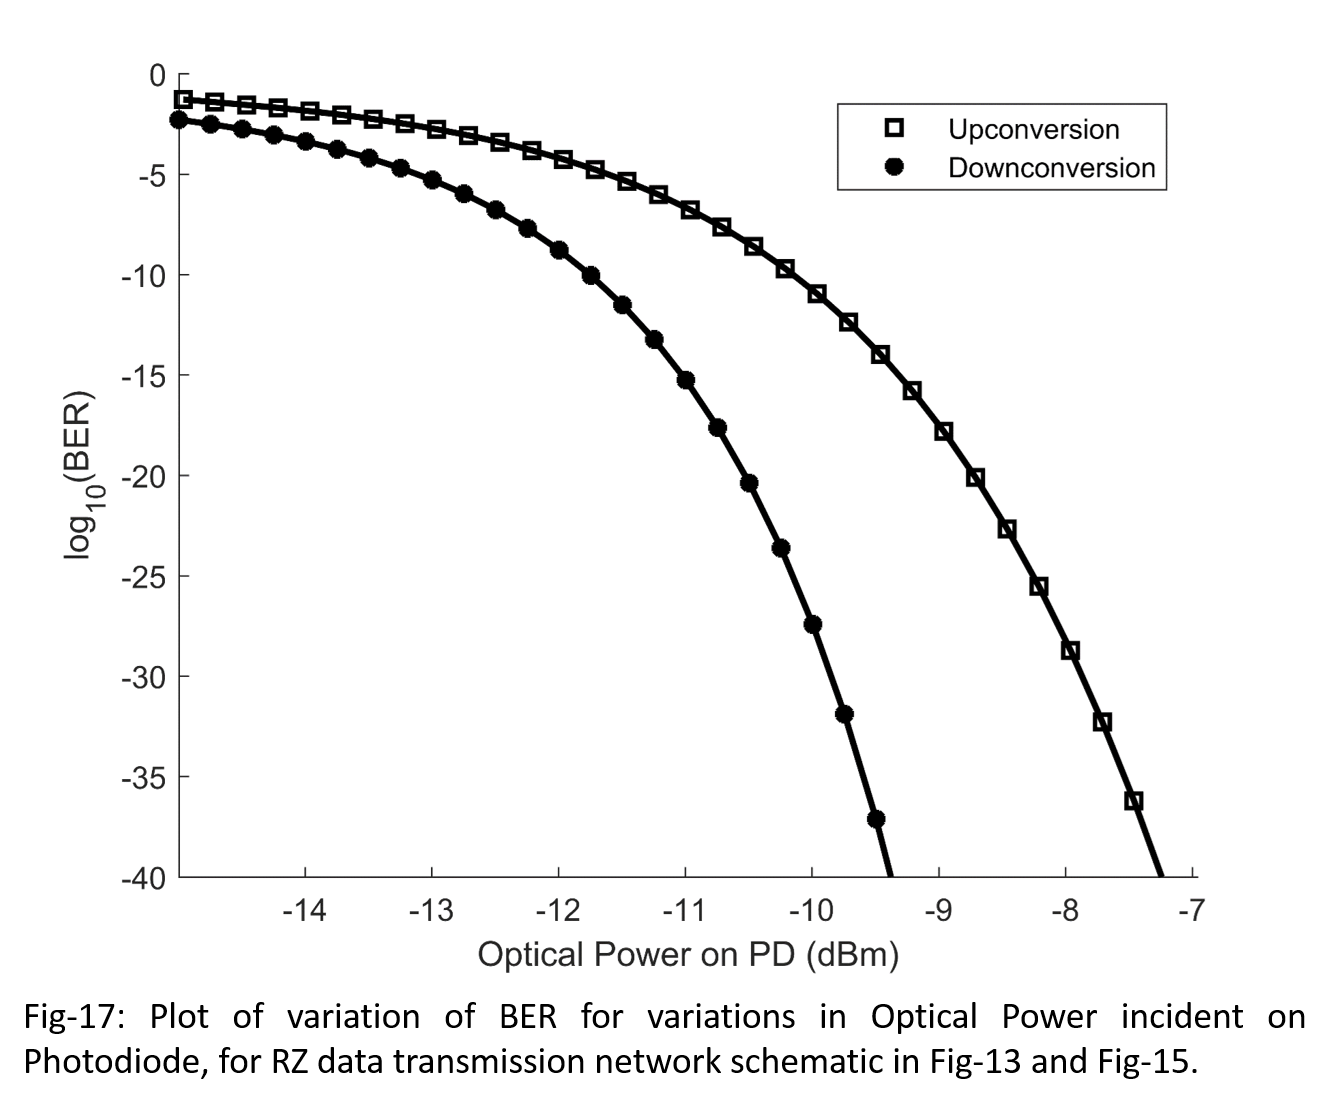 0
-5
-10
-15
-20
-25
-30
-35
-40
log10(BER)
Upconversion
Downconversion
-14 -13 -12 -11 -10 -9 -8 -7
Optical Power on PD (dBm)
Fig-17: Plot of variation of BER for variations in Optical Power incident on
Photodiode, for RZ data transmission network schematic in Fig-13 and Fig-15.